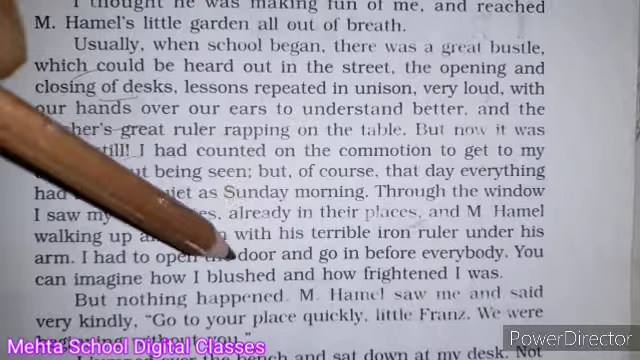 I thought he was making fun of me, and reached
M. Hamel's little garden all out of breath.
Usually, when school began, there was a great bustle,
which could be heard out in the street, the opening and
closing of desks, lessons repeated in unison, very loud, with
our hands over our ears to understand better, and the
great ruler rapping on the table. But now it was
I had counted on the commotion to get to my
being seen; but, of course, that day everything
had as Sunday morning. Through the window
I saw my already in their places, and M. Hamel
walking up with his terrible iron ruler under his
arm. I had to open door and go in before everybody. You
can imagine how I blushed and how frightened I was.
But nothing happened. M. Hamel saw me and said
very kindly, "Go to your place quickly, little Franz. We were
Mehta School Digital Classes
and sat down at my desk. Not
PowerDirector